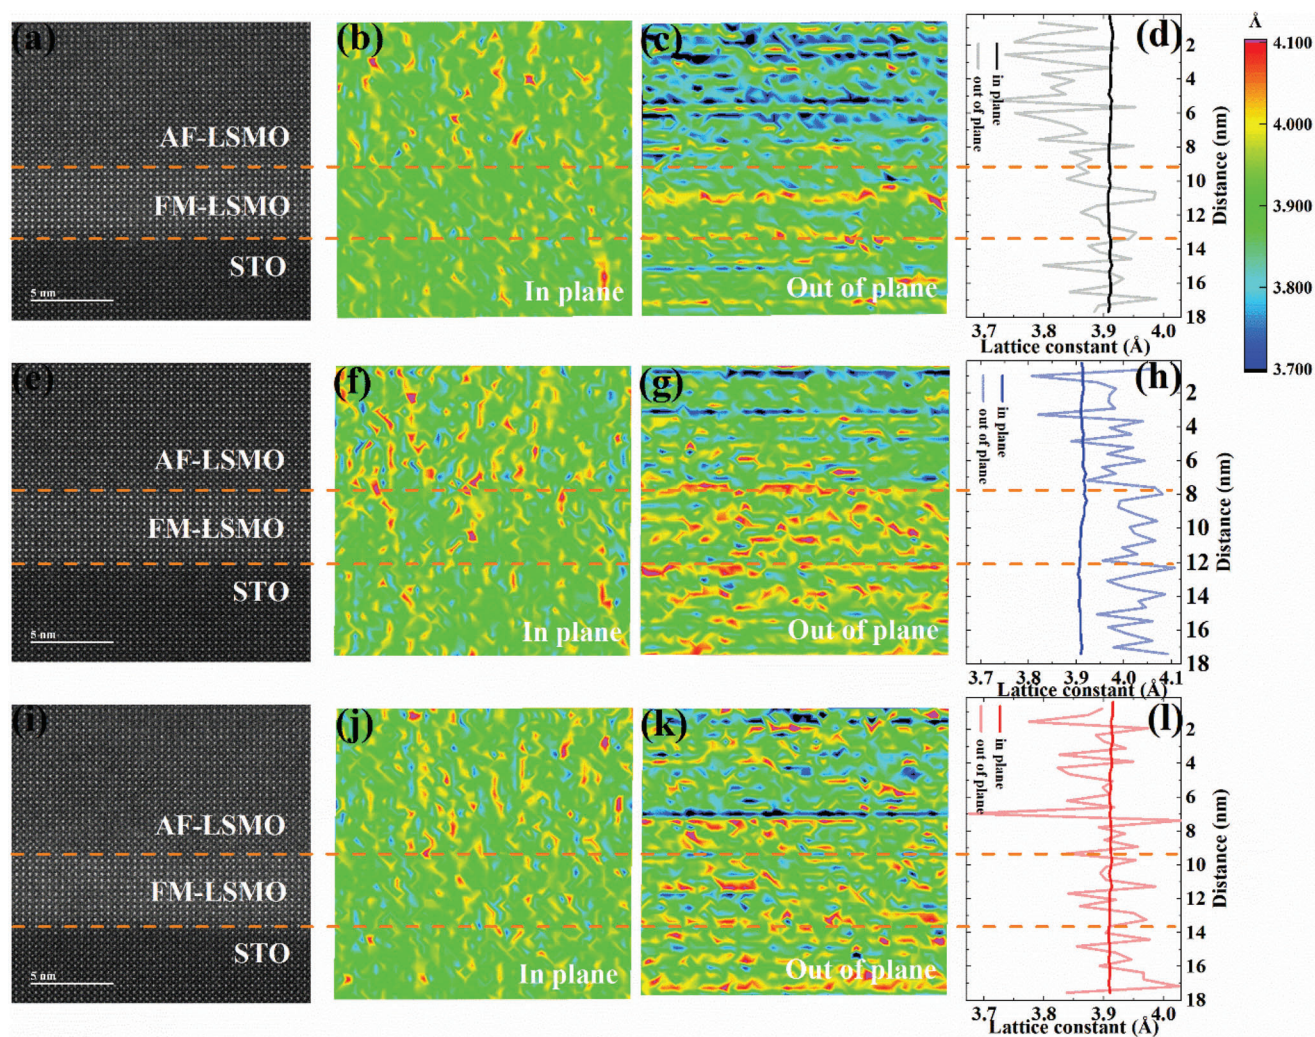 (a)
AF-LSMO
FM-LSMO
STO
5 nm
(b)
In plane
(c)
Out of plane
(d)
in plane
out of plane
2
4
6
8
10
12
14
16
18
Distance (nm)
3.7 3.8 3.9 4.0
Lattice constant (Å)
Å
4.100
4.000
3.900
3.800
3.700
(e)
AF-LSMO
FM-LSMO
STO
5 nm
(f)
In plane
(g)
Out of plane
(h)
in plane
out of plane
2
4
6
8
10
12
14
16
18
Distance (nm)
3.7 3.8 3.9 4.0 4.1
Lattice constant (Å)
(i)
AF-LSMO
FM-LSMO
STO
5 nm
(j)
In plane
(k)
Out of plane
(l)
in plane
out of plane
2
4
6
8
10
12
14
16
18
Distance (nm)
3.7 3.8 3.9 4.0
Lattice constant (Å)